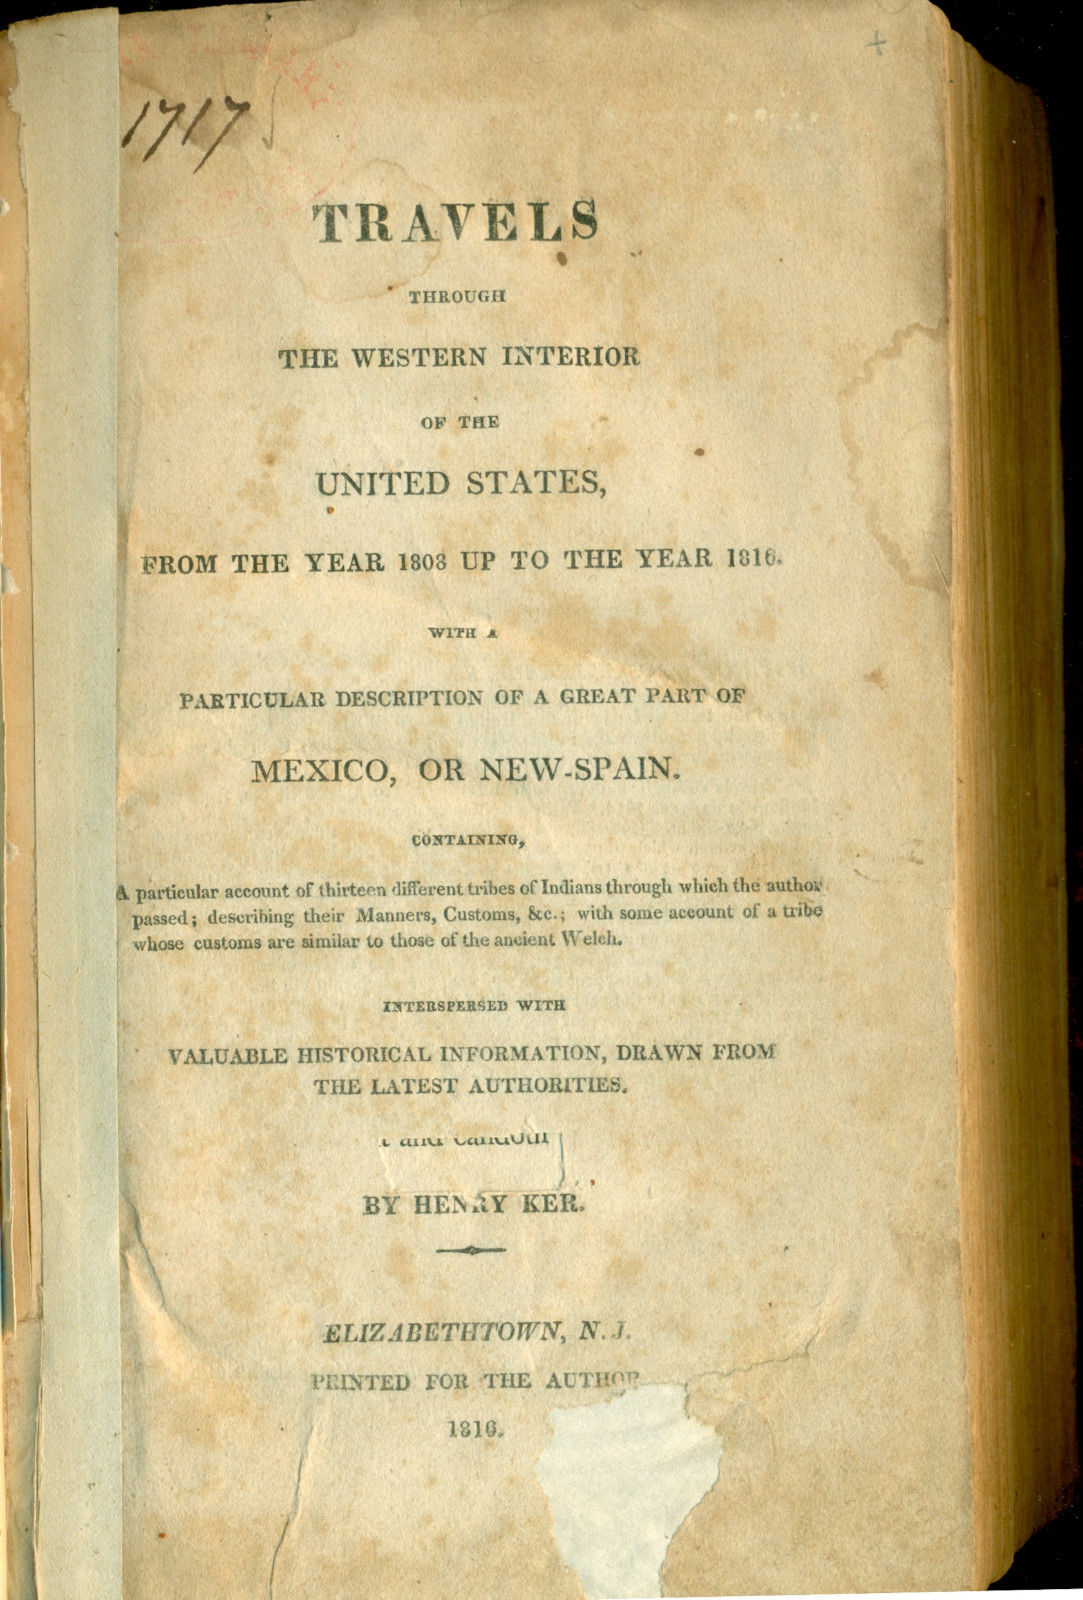 1717
TRAVELS
THROUGH
THE WESTERN INTERIOR
OF THE
UNITED STATES,
FROM THE YEAR 1808 UP TO THE YEAR 1816.
WITH A
PARTICULAR DESCRIPTION OF A GREAT PART OF
MEXICO, OR NEW-SPAIN.
CONTAINING,
A particular account of thirteen different tribes of Indians through which the author
passed; describing their Manners, Customs, &c.; with some account of a tribe
whose customs are similar to those of the ancient Welch.
INTERSPERSED WITH
VALUABLE HISTORICAL INFORMATION, DRAWN FROM
THE LATEST AUTHORITIES.
and
BY HENRY KER.
ELIZABETHTOWN, N. J.
PRINTED FOR THE AUTHOR
1816.